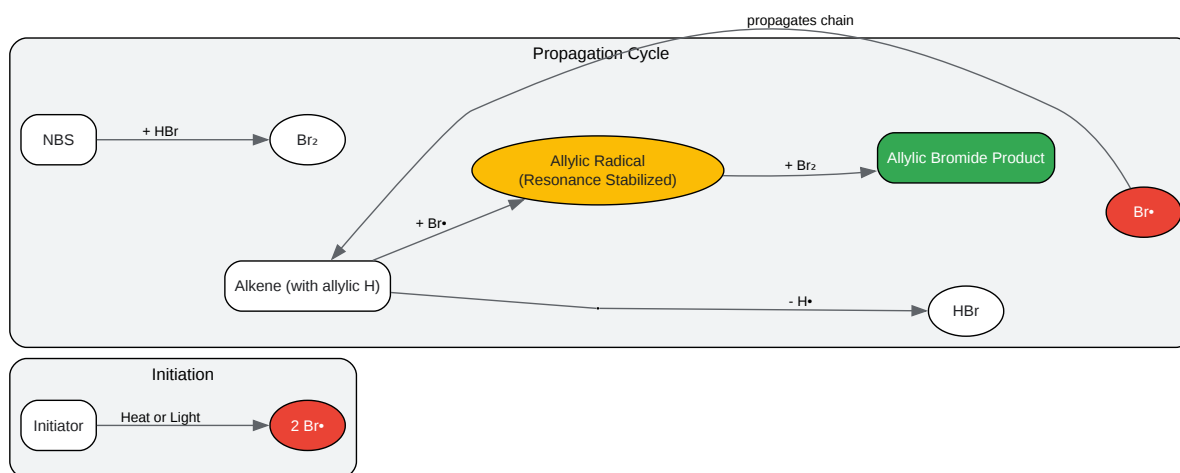 propagates chain
Propagation Cycle
NBS
+ HBr
Br₂
Allylic Radical
(Resonance Stabilized)
+ Br₂
Allylic Bromide Product
Br•
+ Br•
Alkene (with allylic H)
- H•
HBr
Initiation
Initiator
Heat or Light
2 Br•